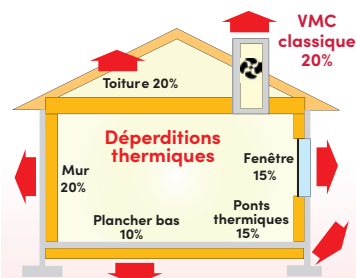 VMC
classique
20%
Toiture 20%
Déperditions
thermiques
Mur
20%
Fenêtre
15%
Plancher bas
10%
Ponts
thermiques
15%